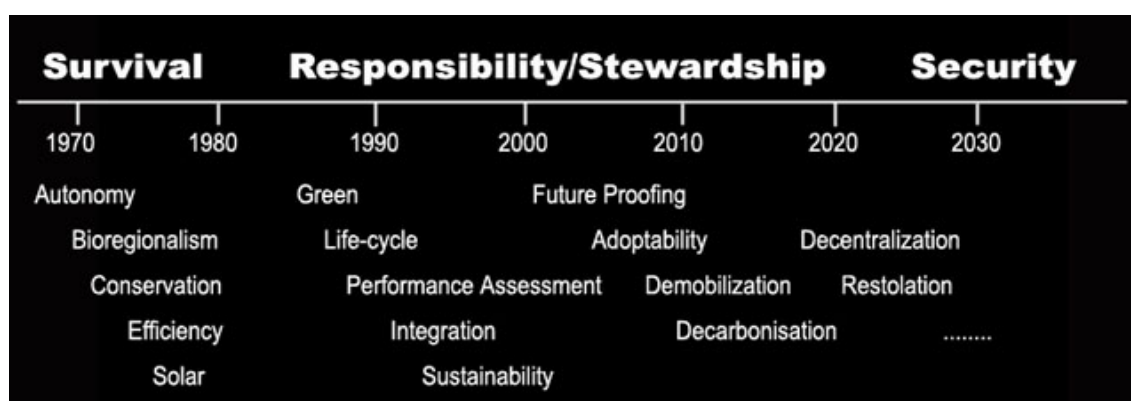 Survival Responsibility/Stewardship Security
1970 1980 1990 2000 2010 2020 2030
Autonomy Green Future Proofing
Bioregionalism Life-cycle Adoptability Decentralization
Conservation Performance Assessment Demobilization Restolation
Efficiency Integration Decarbonisation ........
Solar Sustainability